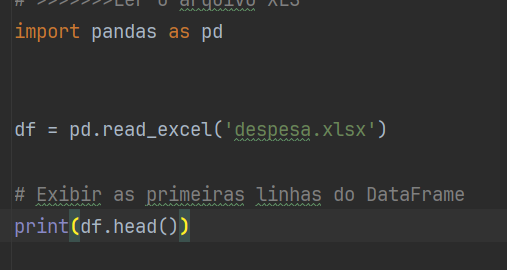 # >>>>>>>Ler o arquivo XLS
import pandas as pd
df = pd.read_excel('despesa.xlsx')
# Exibir as primeiras linhas do DataFrame
print(df.head())